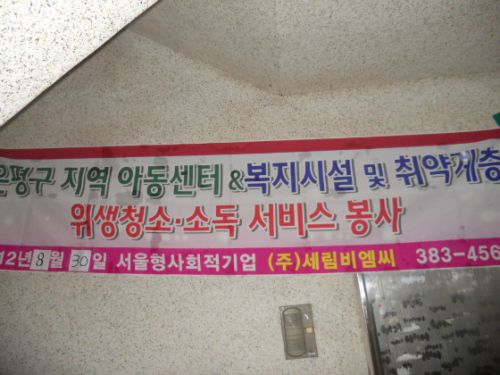 은평구 지역 아동센터 & 복지시설 및 취약계층
위생청소·소독 서비스 봉사
12년 8월 30일 서울형사회적기업 (주)세림비엠씨 383-456